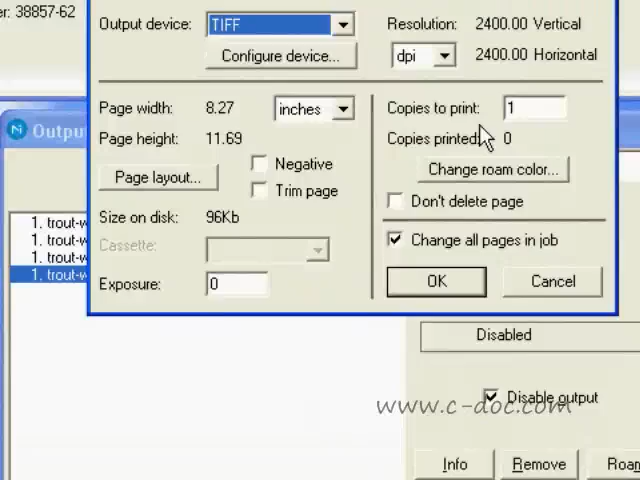 er: 38857-62
Output device: TIFF Resolution: 2400.00 Vertical
Configure device... dpi 2400.00 Horizontal
Page width: 8.27 inches Copies to print: 1
Page height: 11.69 Copies printed: 0
Negative
Page layout... Change roam color...
Trim page
Don't delete page
Size on disk: 96Kb
Cassette: Change all pages in job
Exposure: 0 OK Cancel
Outpu
1. trout-w
1. trout-w
1. trout-w
1. trout-w
Disabled
Disable output
www.c-doc.com
Info Remove Roam